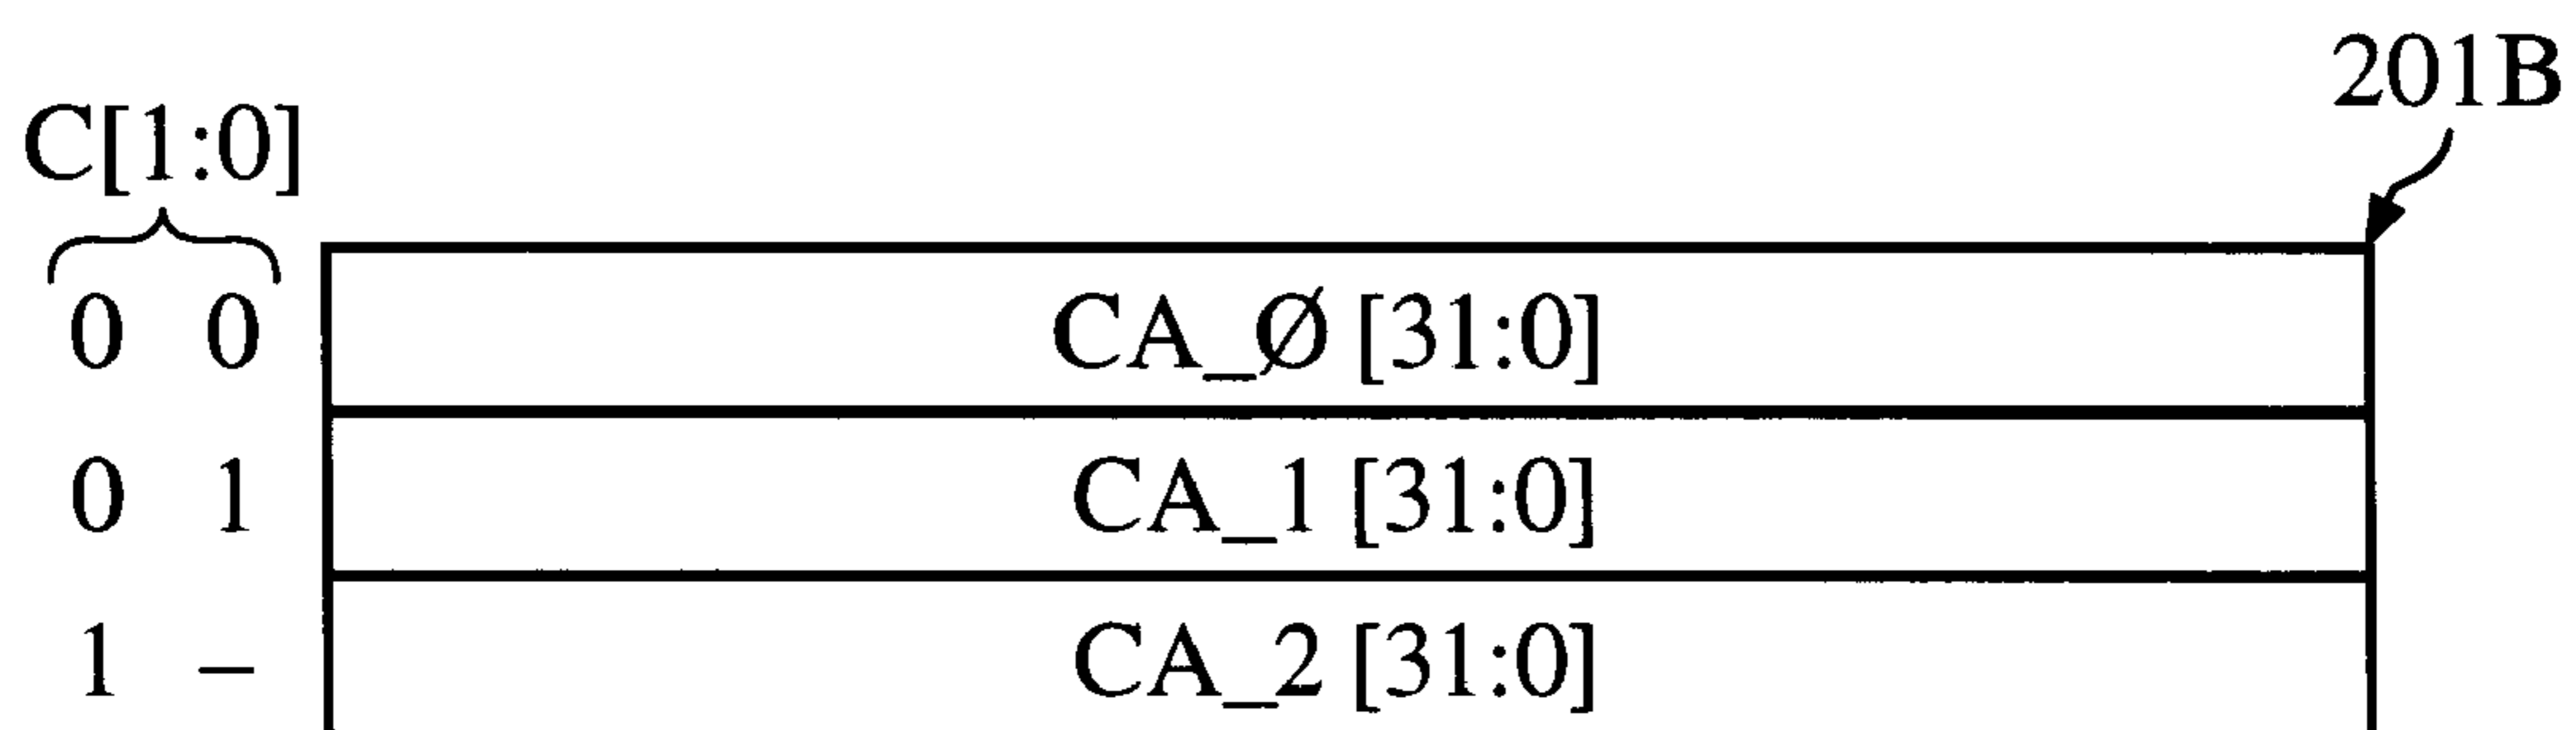 201B
C[1:0]
0 0 CA_Ø [31:0]
0 1 CA_1 [31:0]
1 – CA_2 [31:0]